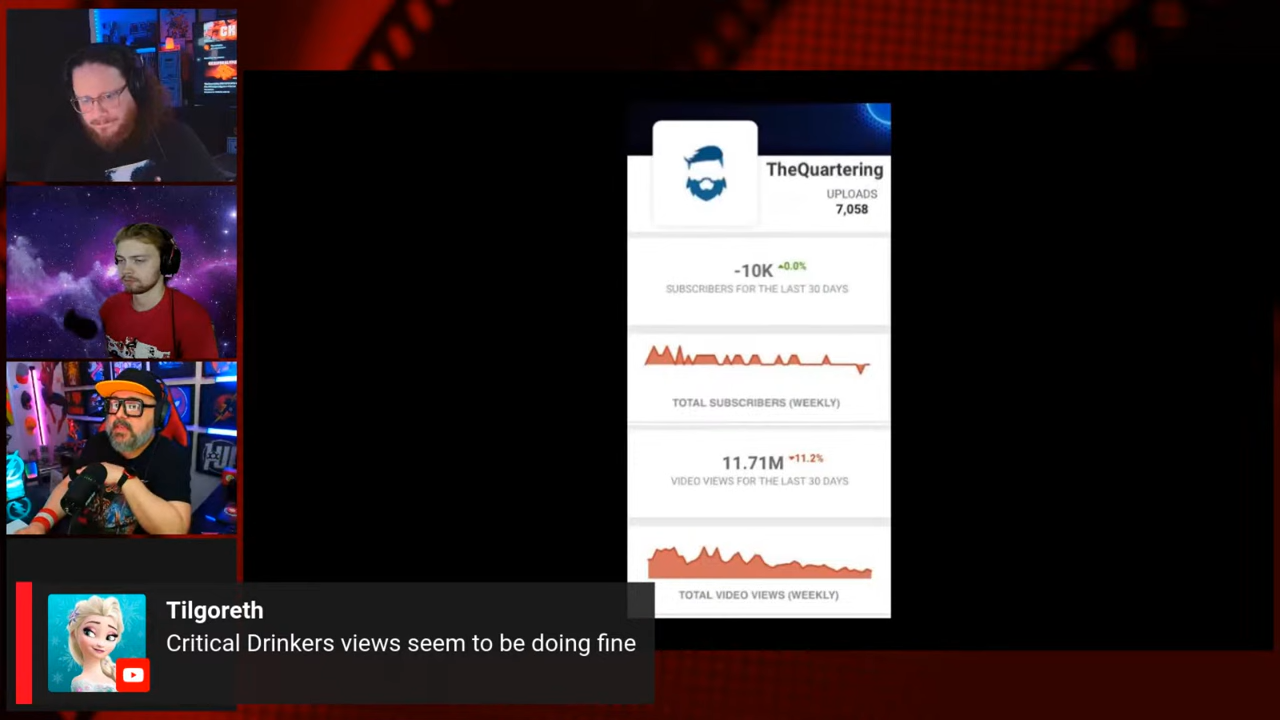 TheQuartering
UPLOADS
7,058
-10K ▲0.0%
SUBSCRIBERS FOR THE LAST 30 DAYS
TOTAL SUBSCRIBERS (WEEKLY)
11.71M ▼11.2%
VIDEO VIEWS FOR THE LAST 30 DAYS
TOTAL VIDEO VIEWS (WEEKLY)
Tilgoreth
Critical Drinkers views seem to be doing fine